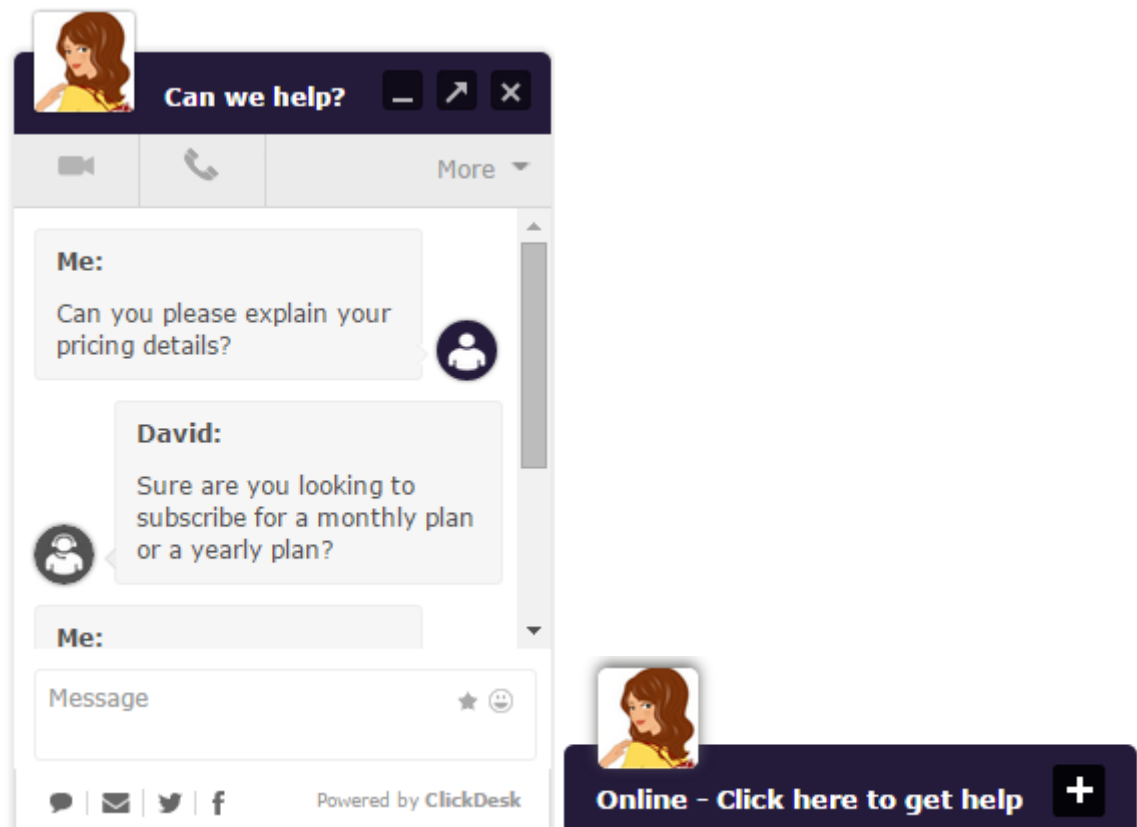 Can we help?
More
Me:
Can you please explain your
pricing details?
David:
Sure are you looking to
subscribe for a monthly plan
or a yearly plan?
Me:
Message
Powered by ClickDesk
Online - Click here to get help